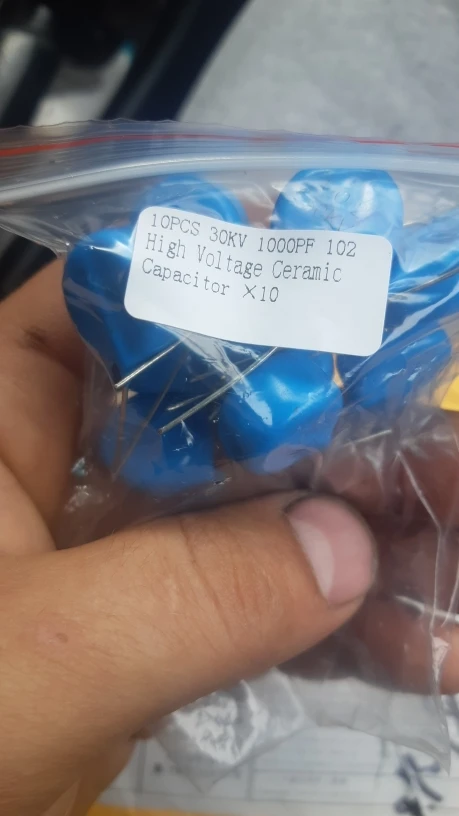 10PCS 30KV 1000PF 102
High Voltage Ceramic
Capacitor ×10